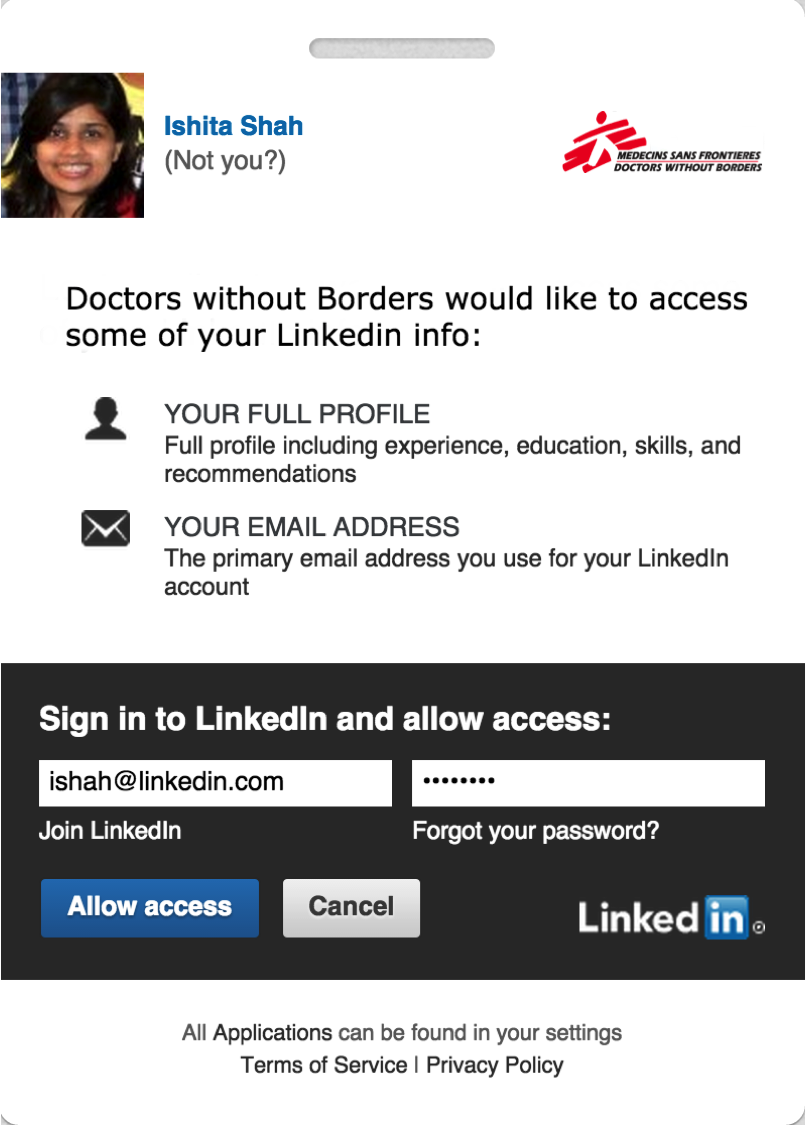 Ishita Shah
(Not you?)
MEDECINS SANS FRONTIERES
DOCTORS WITHOUT BORDERS
Doctors without Borders would like to access
some of your Linkedin info:
YOUR FULL PROFILE
Full profile including experience, education, skills, and
recommendations
YOUR EMAIL ADDRESS
The primary email address you use for your LinkedIn
account
Sign in to LinkedIn and allow access:
ishah@linkedin.com ••••••••
Join LinkedIn Forgot your password?
Allow access Cancel
Linked in
All Applications can be found in your settings
Terms of Service | Privacy Policy